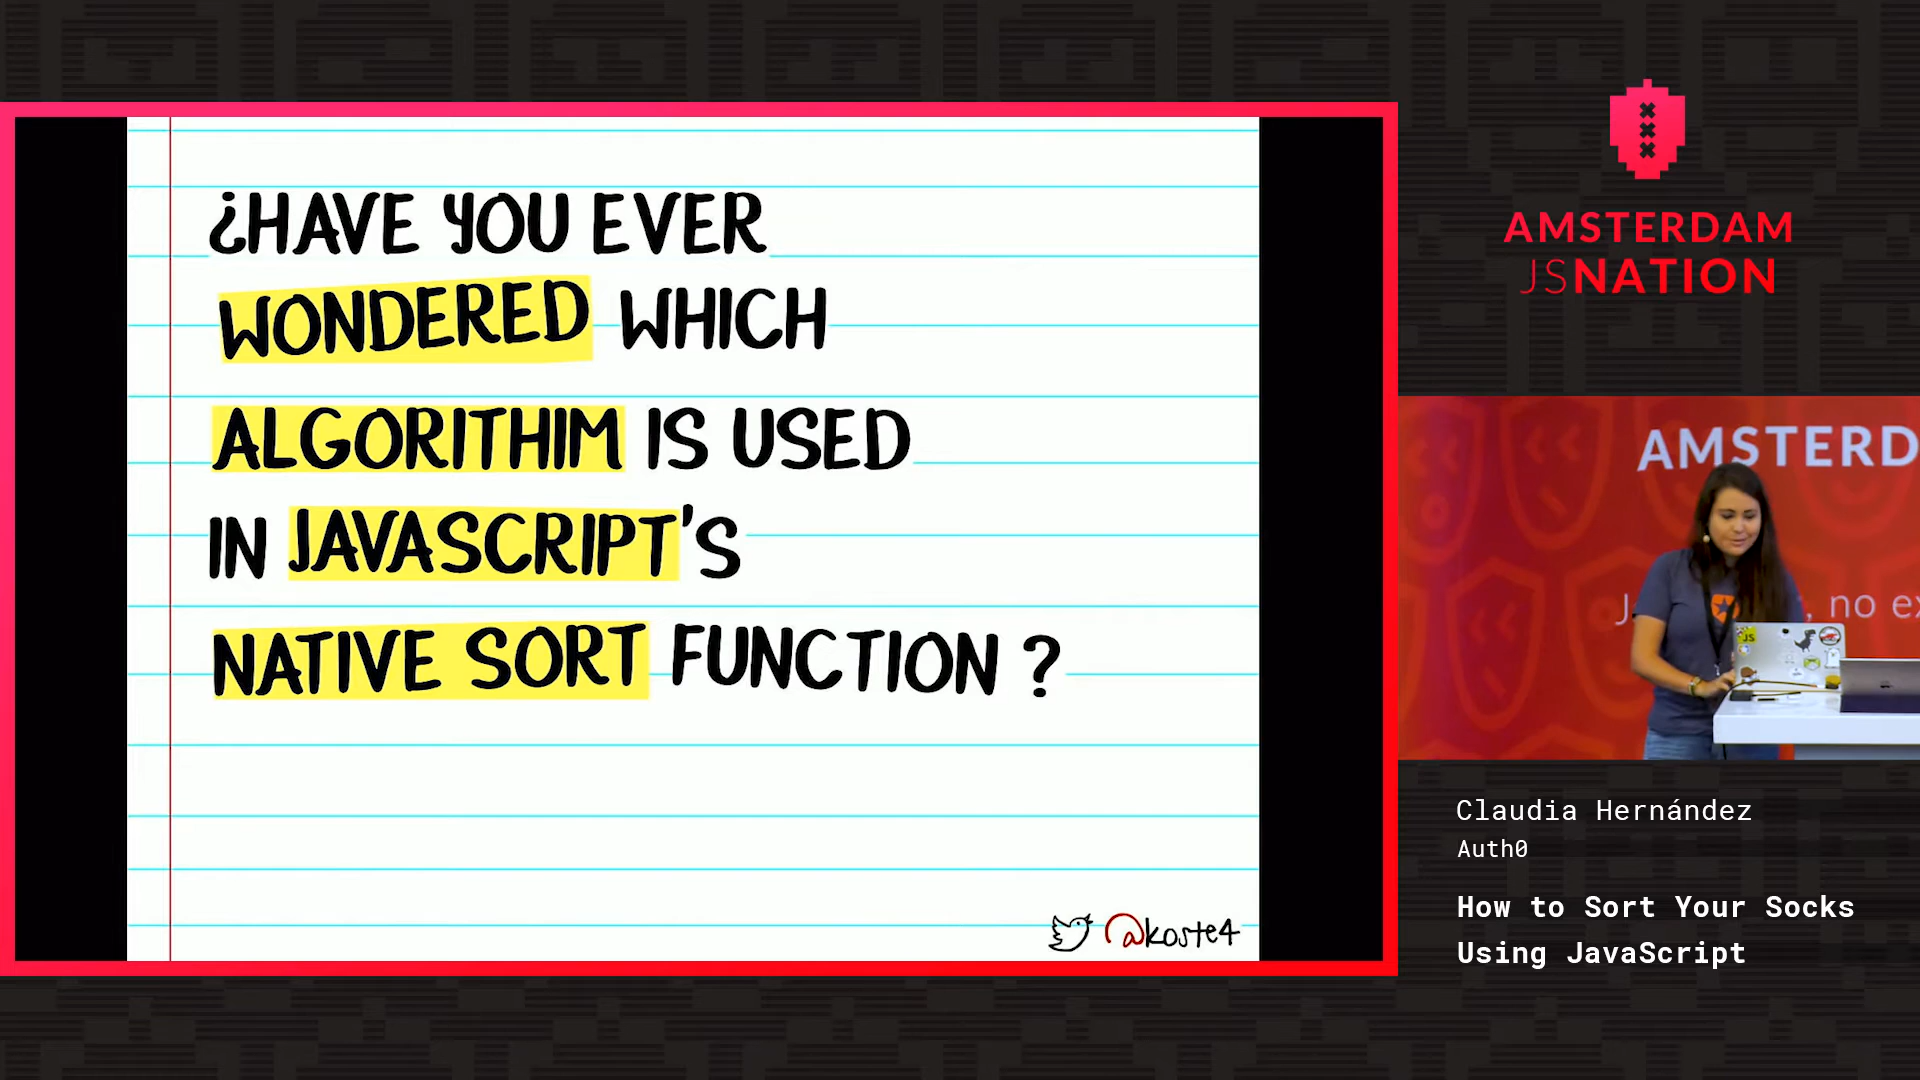 ¿HAVE YOU EVER
WONDERED WHICH
ALGORITHIM IS USED
IN JAVASCRIPT'S
NATIVE SORT FUNCTION ?
@koste4
AMSTERDAM
JSNATION
AMSTERD
J , no ex
JS
Claudia Hernández
Auth0
How to Sort Your Socks
Using JavaScript